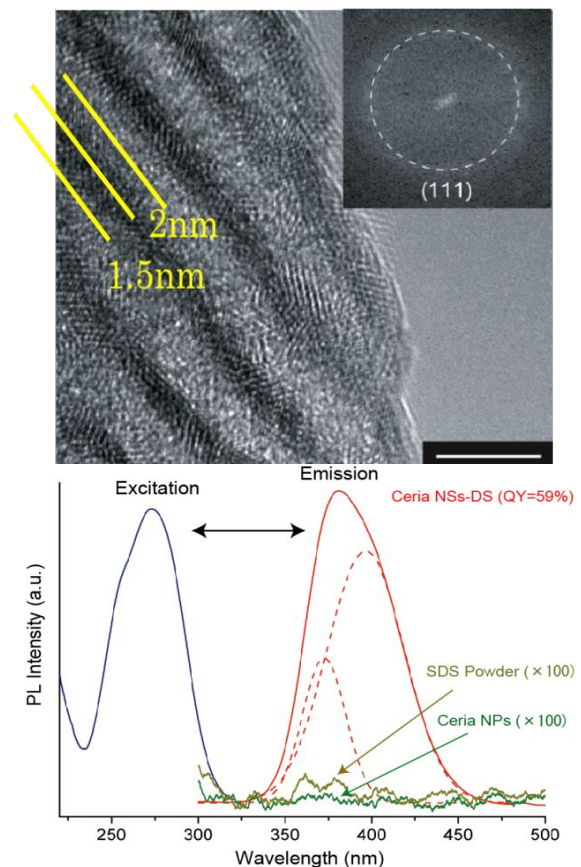 (111)
2nm
1.5nm
Excitation
Emission
Ceria NSs-DS (QY=59%)
SDS Powder (×100)
Ceria NPs (×100)
PL Intensity (a.u.)
250 300 350 400 450 500
Wavelength (nm)